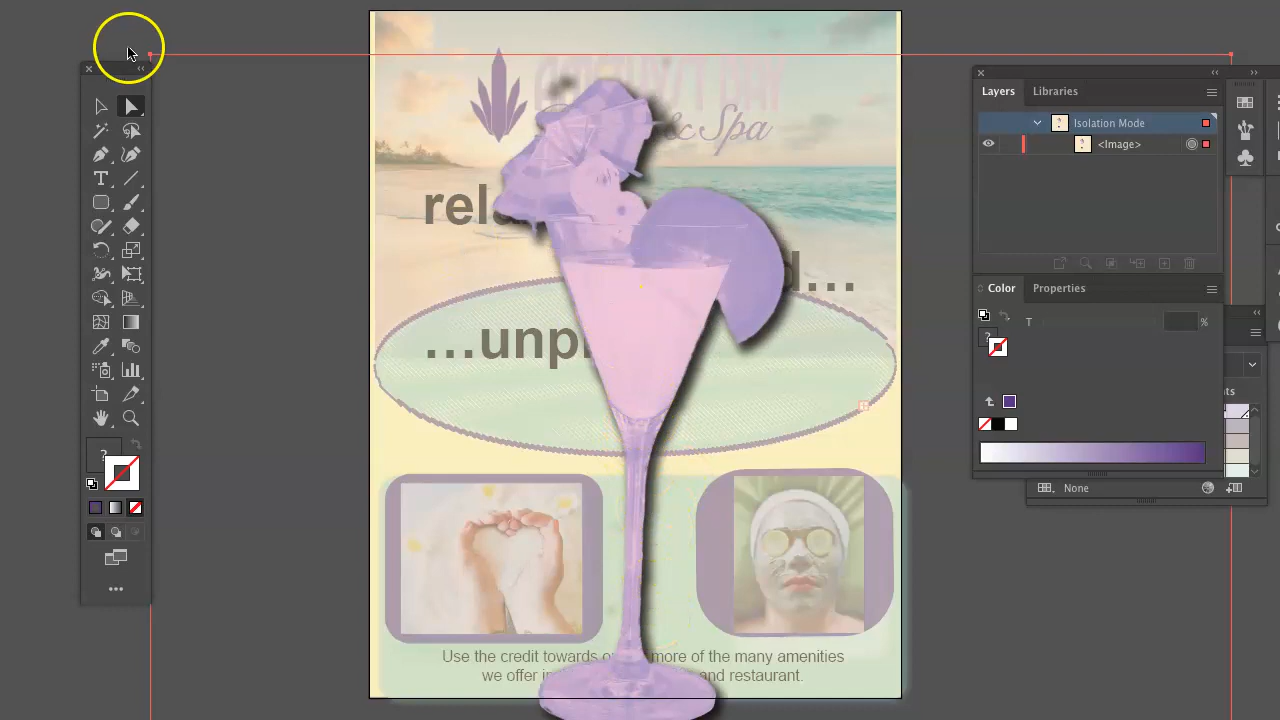 & Spa
...unp
Use the credit towards
more of the many amenities
we offer
and restaurant.
Layers
Libraries
Isolation Mode
<Image>
Color
Properties
T
%
?
None
?